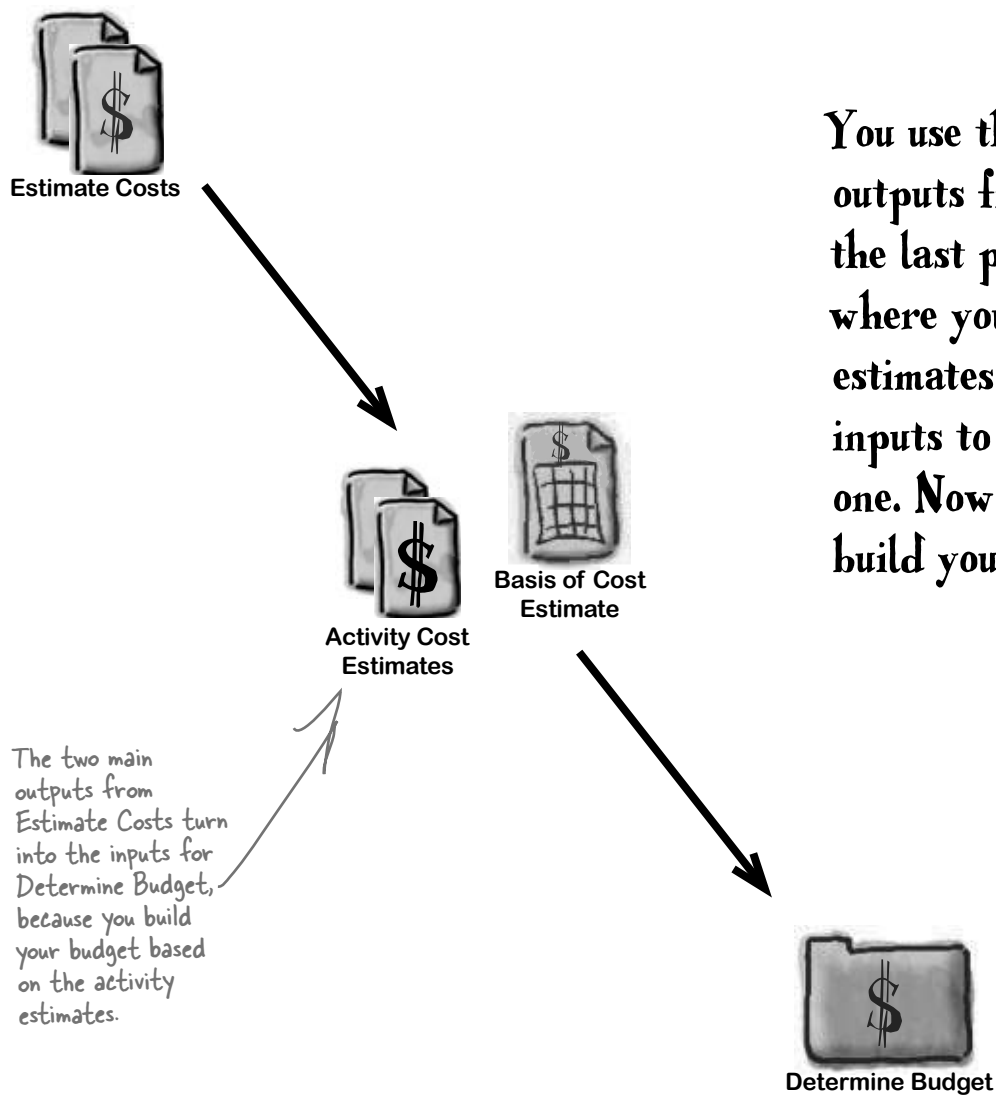 Estimate Costs
You use th
outputs f
the last p
where you
estimates
inputs to
one. Now
build you
Basis of Cost
Estimate
Activity Cost
Estimates
The two main
outputs from
Estimate Costs turn
into the inputs for
Determine Budget,
because you build
your budget based
on the activity
estimates.
Determine Budget